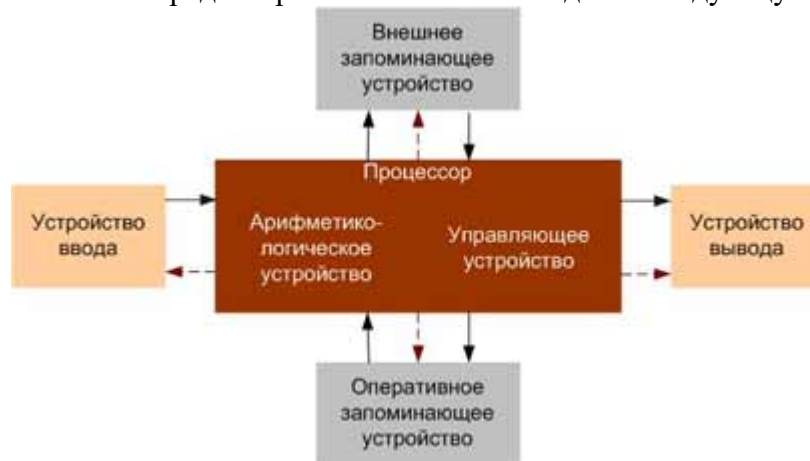 Внешнее
запоминающее
устройство
Процессор
Устройство
ввода
Арифметико-
логическое
устройство
Управляющее
устройство
Устройство
вывода
Оперативное
запоминающее
устройство